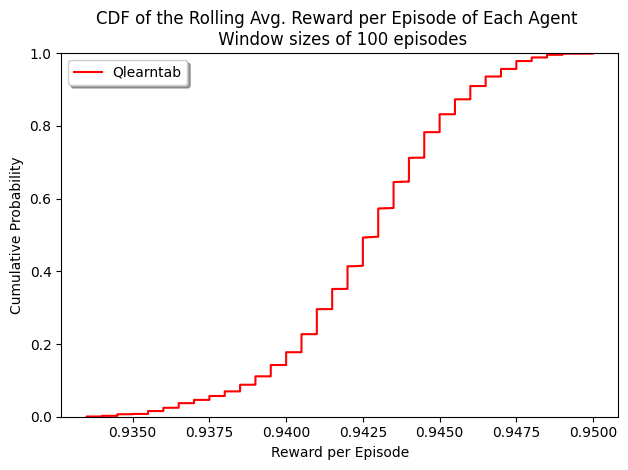 CDF of the Rolling Avg. Reward per Episode of Each Agent
Window sizes of 100 episodes
Qlearntab
Cumulative Probability
1.0
0.8
0.6
0.4
0.2
0.0
0.9350 0.9375 0.9400 0.9425 0.9450 0.9475 0.9500
Reward per Episode